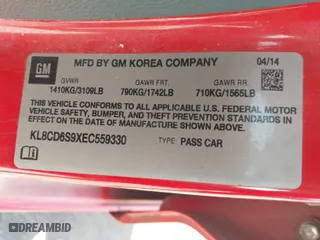 GM
MFD BY GM KOREA COMPANY 04/14
GVWR GAWR FRT GAWR RR
1410KG/3109LB 790KG/1742LB 710KG/1565LB
THIS VEHICLE CONFORMS TO ALL APPLICABLE U.S. FEDERAL MOTOR
VEHICLE SAFETY, BUMPER, AND THEFT PREVENTION STANDARDS IN
EFFECT ON THE DATE OF MANUFACTURE SHOWN ABOVE.
KL8CD6S9XEC559330 TYPE: PASS CAR
AUTOBIDMASTER